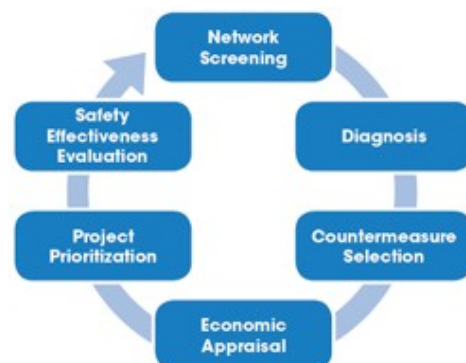 Network
Screening
Diagnosis
Countermeasure
Selection
Economic
Appraisal
Project
Prioritization
Safety
Effectiveness
Evaluation